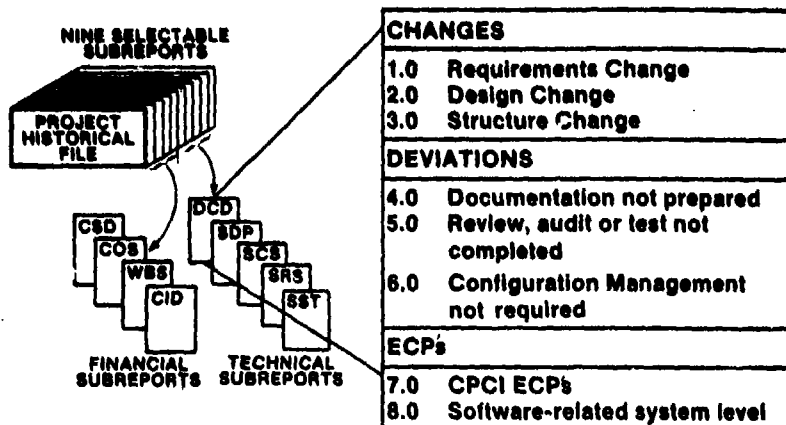 NINE SELECTABLE
SUBREPORTS
PROJECT
HISTORICAL
FILE
CSD
COS
WBS
CID
FINANCIAL
SUBREPORTS
DCD
SDP
SCS
SRS
SST
TECHNICAL
SUBREPORTS
CHANGES
1.0 Requirements Change
2.0 Design Change
3.0 Structure Change
DEVIATIONS
4.0 Documentation not prepared
5.0 Review, audit or test not
completed
6.0 Configuration Management
not required
ECP's
7.0 CPCI ECP's
8.0 Software-related system level